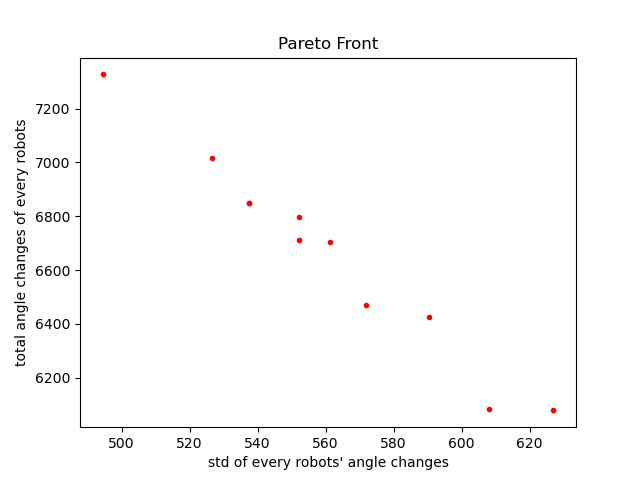 Pareto Front
total angle changes of every robots
7200
7000
6800
6600
6400
6200
500 520 540 560 580 600 620
std of every robots' angle changes